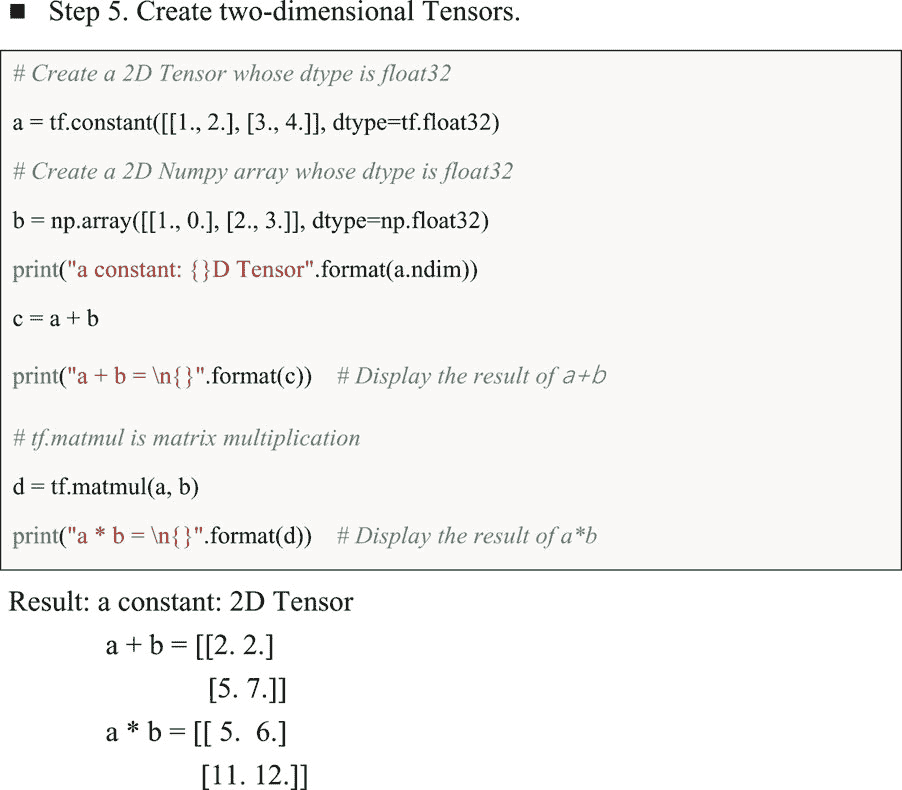 ■ Step 5. Create two-dimensional Tensors.
# Create a 2D Tensor whose dtype is float32
a = tf.constant([[1., 2.], [3., 4.]], dtype=tf.float32)
# Create a 2D Numpy array whose dtype is float32
b = np.array([[1., 0.], [2., 3.]], dtype=np.float32)
print("a constant: {}D Tensor".format(a.ndim))
c = a + b
print("a + b = \n{}".format(c)) # Display the result of a+b
# tf.matmul is matrix multiplication
d = tf.matmul(a, b)
print("a * b = \n{}".format(d)) # Display the result of a*b
Result: a constant: 2D Tensor
a + b = [[2. 2.]
[5. 7.]]
a * b = [[ 5. 6.]
[11. 12.]]